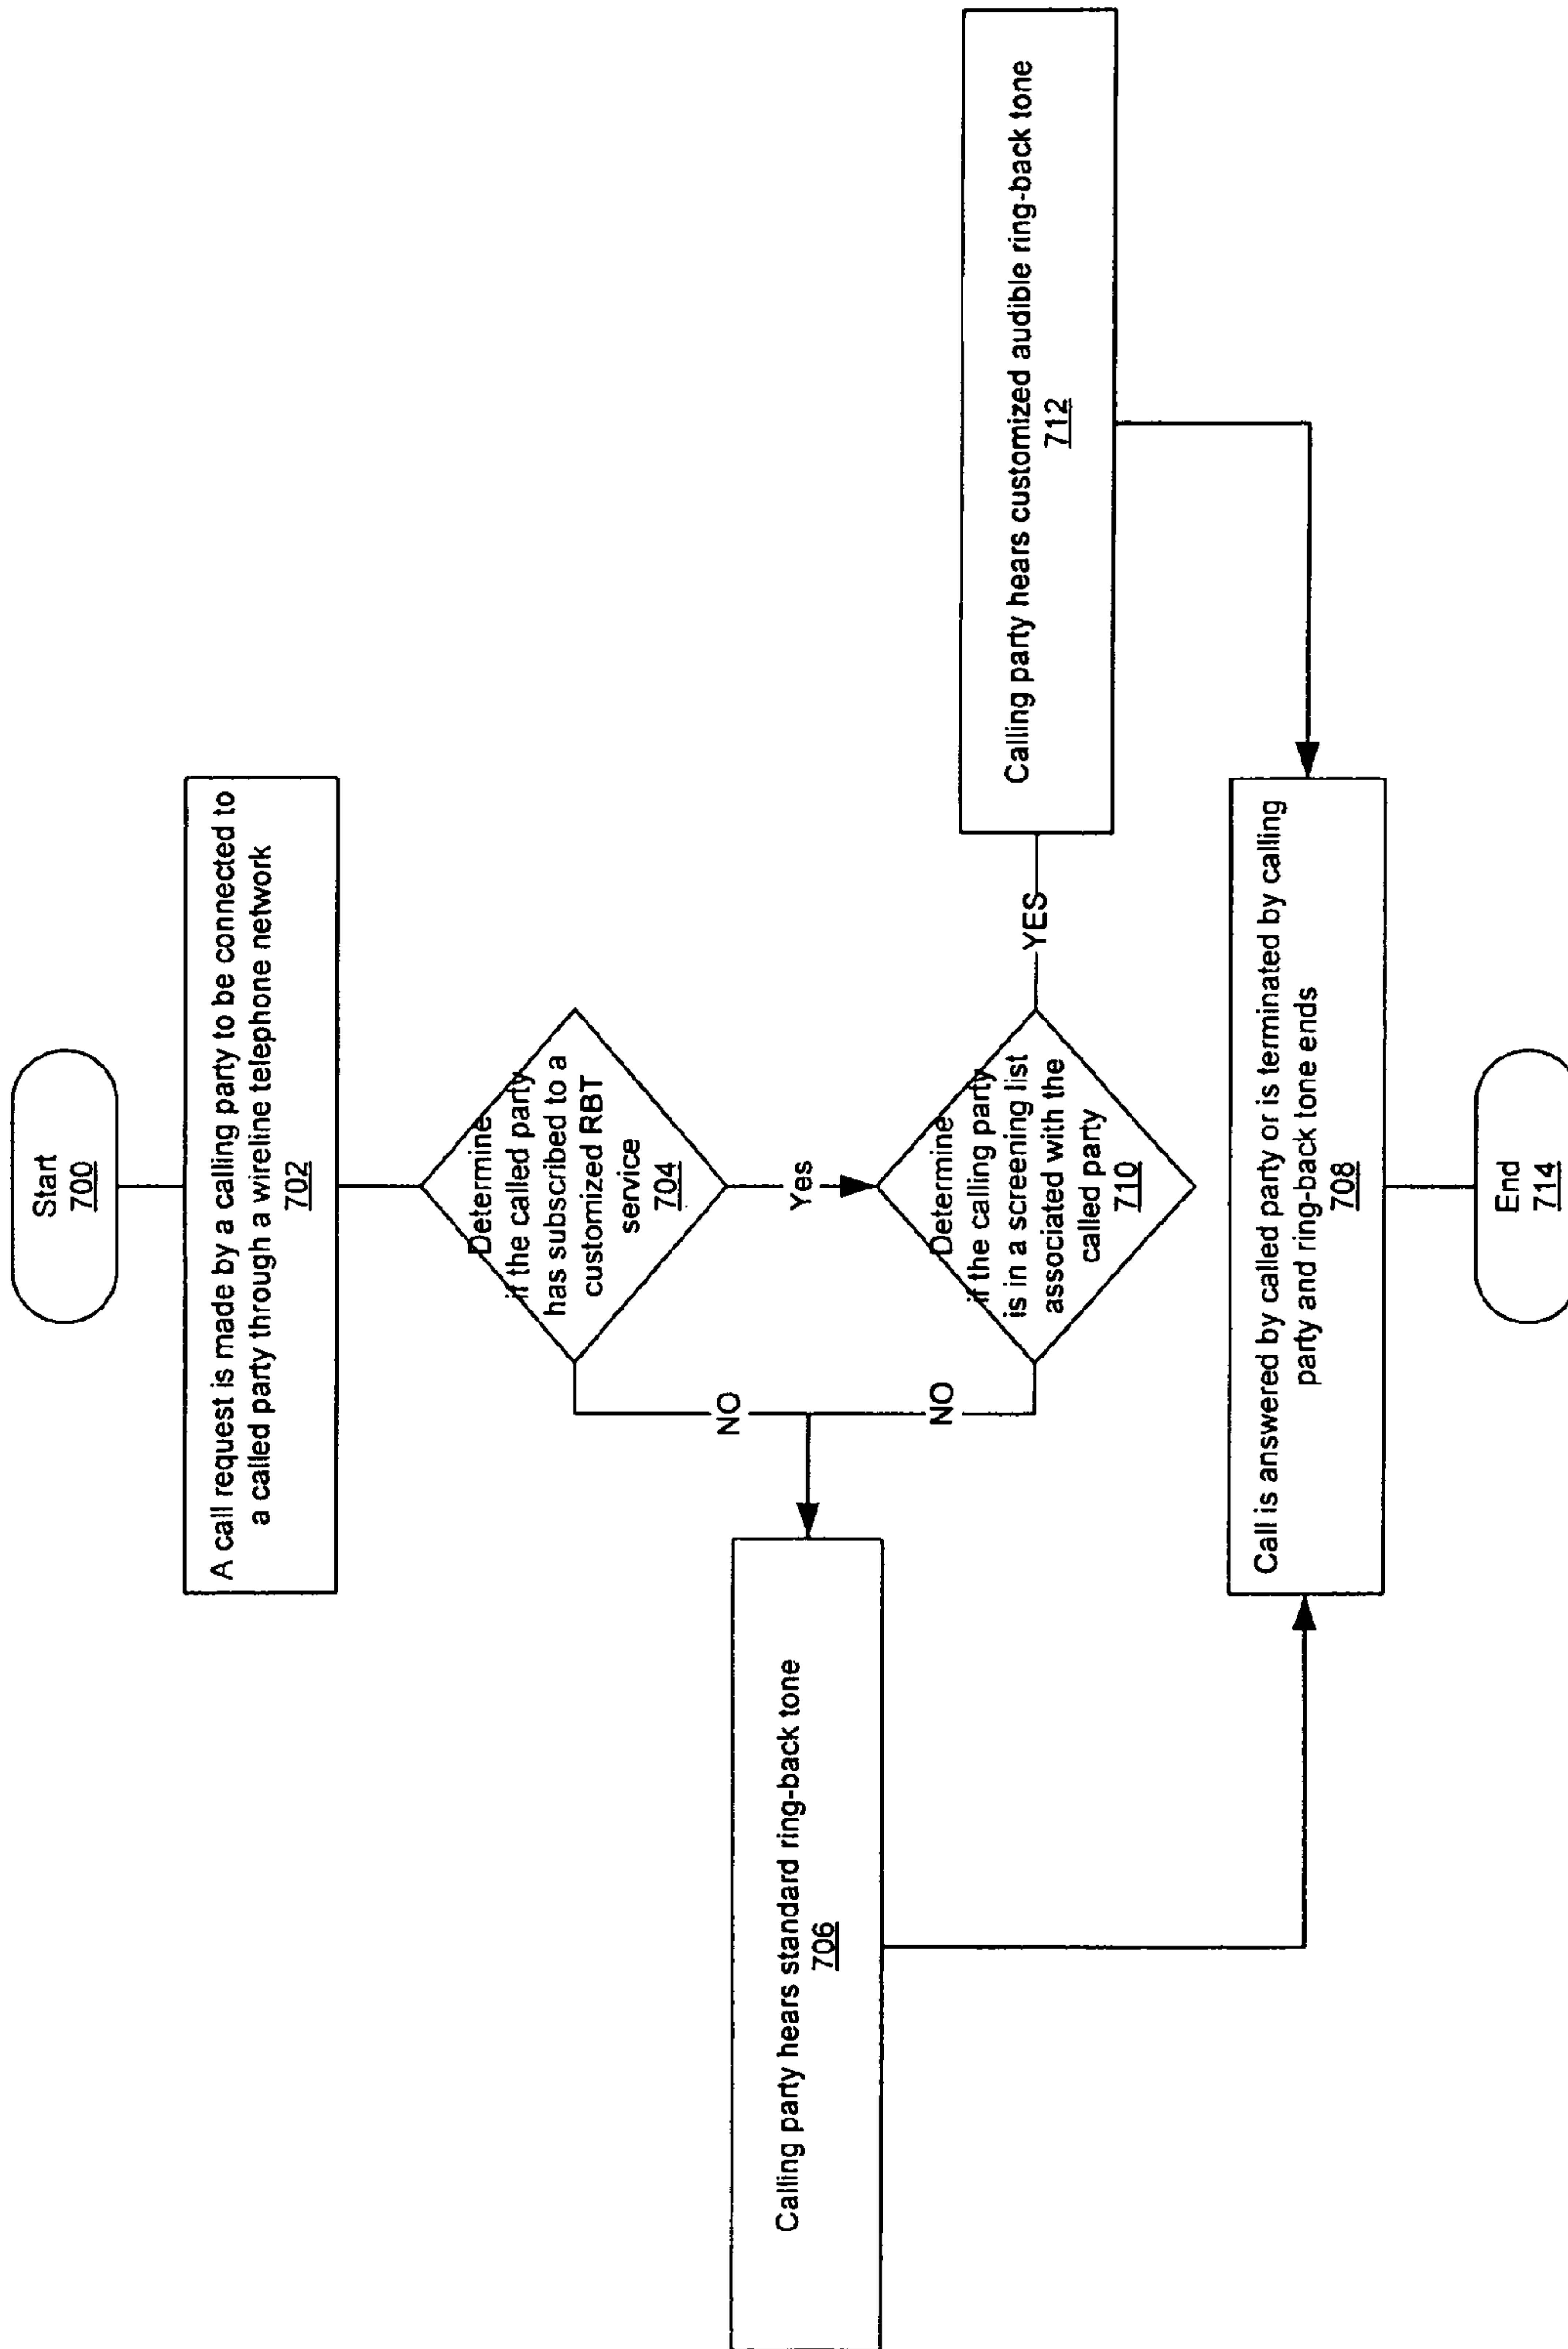 Start
700
A call request is made by a calling party to be connected to
a called party through a wireline telephone network
702
Determine
if the called party
has subscribed to a
customized RBT
service
704
NO
Yes
Calling party hears standard ring-back tone
706
Determine
if the calling party
is in a screening list
associated with the
called party
710
NO
YES
Calling party hears customized audible ring-back tone
712
Call is answered by called party or is terminated by calling
party and ring-back tone ends
708
End
714